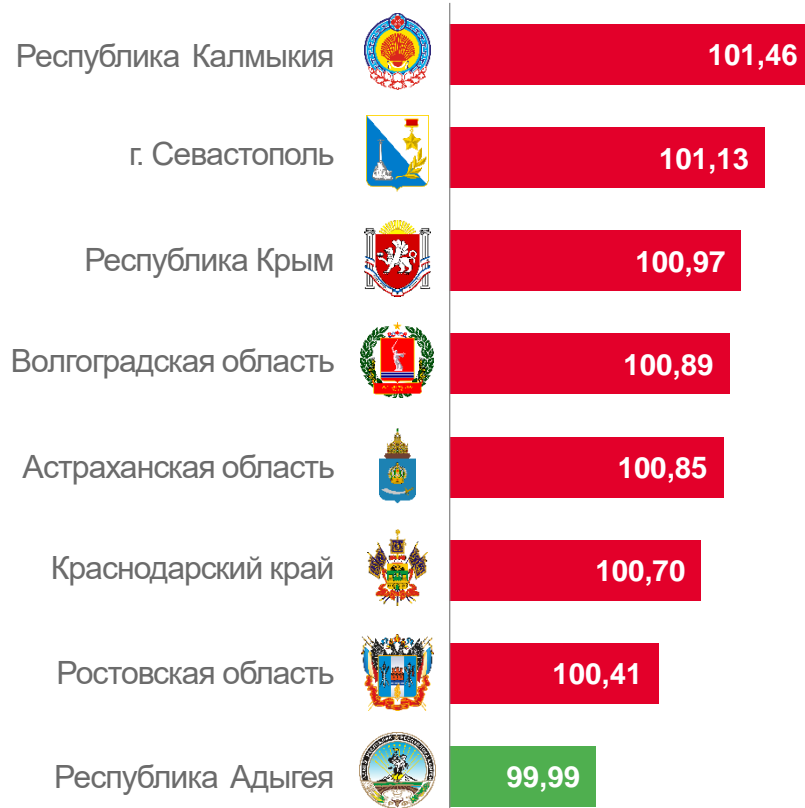 Республика Калмыкия 101,46
г. Севастополь 101,13
Республика Крым 100,97
Волгоградская область 100,89
Астраханская область 100,85
Краснодарский край 100,70
Ростовская область 100,41
Республика Адыгея 99,99